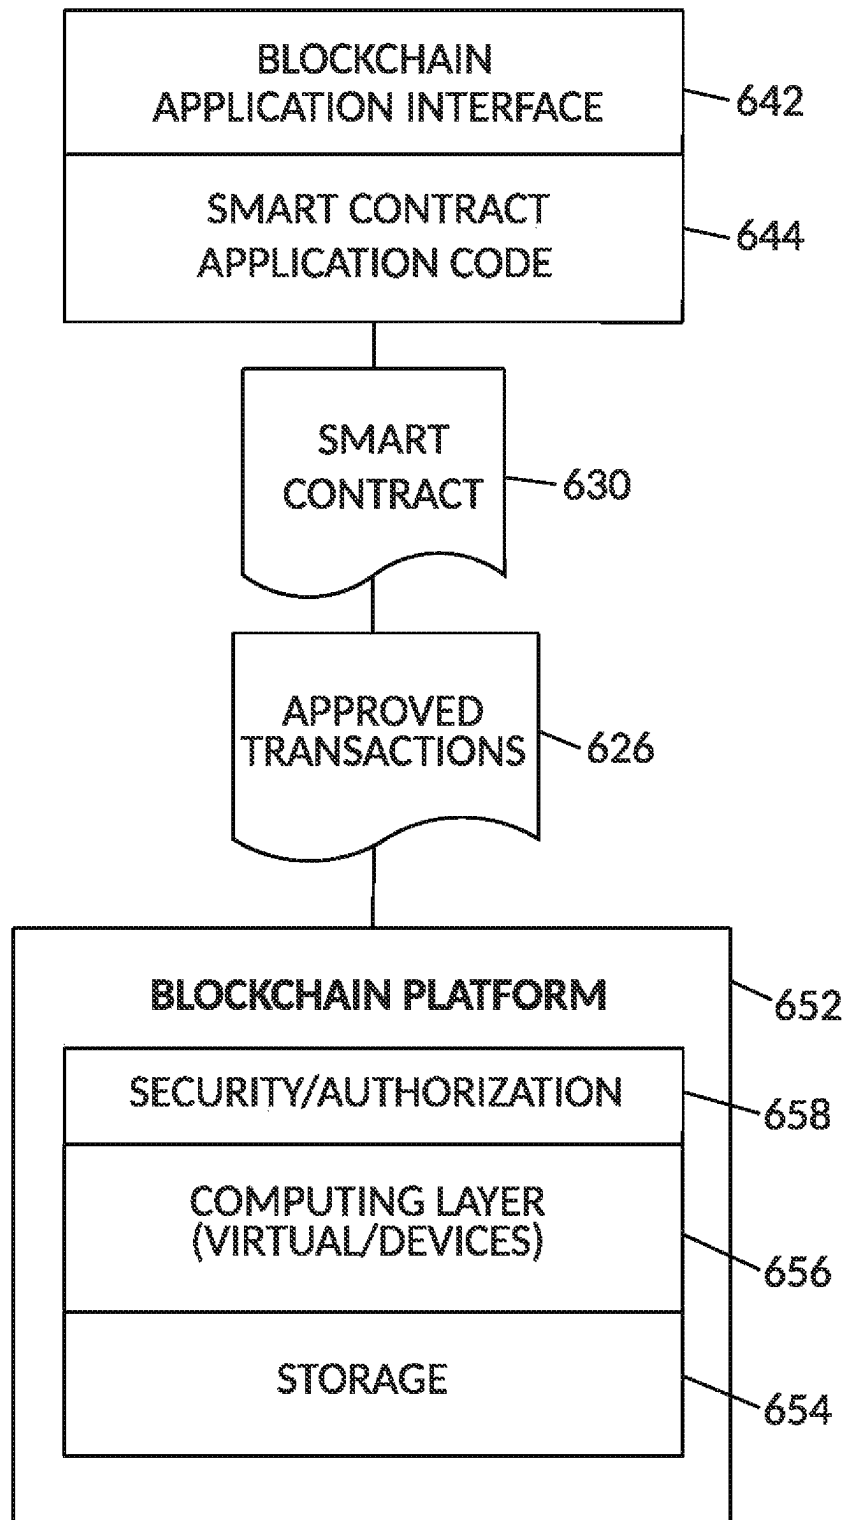 BLOCKCHAIN
APPLICATION INTERFACE
642
SMART CONTRACT
APPLICATION CODE
644
SMART
CONTRACT
630
APPROVED
TRANSACTIONS
626
BLOCKCHAIN PLATFORM
652
SECURITY/AUTHORIZATION
658
COMPUTING LAYER
(VIRTUAL/DEVICES)
656
STORAGE
654